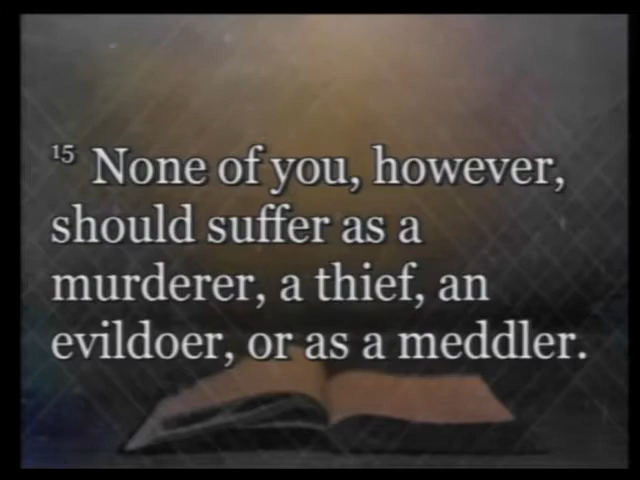 15 None of you, however,
should suffer as a
murderer, a thief, an
evildoer, or as a meddler.